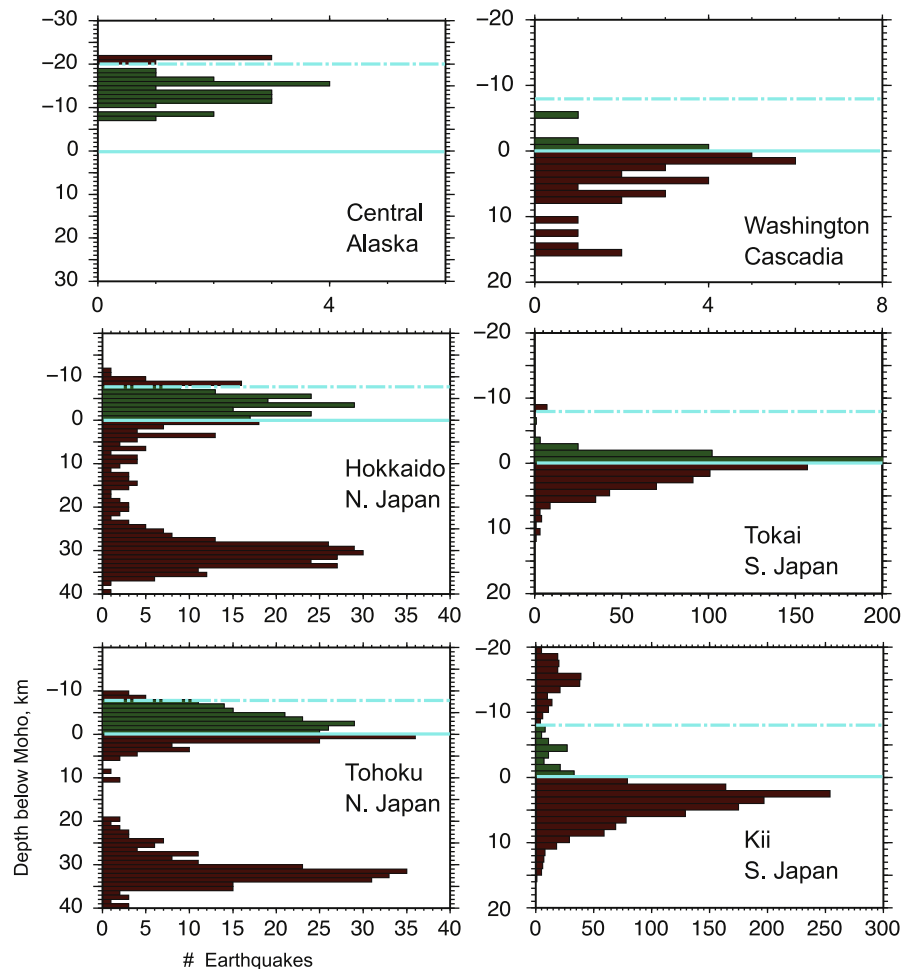 −30
−20
−10
0
10
20
30
0
4
Central
Alaska
−20
−10
0
10
20
0
4
8
Washington
Cascadia
−10
0
10
20
30
40
0 5 10 15 20 25 30 35 40
Hokkaido
N. Japan
−20
−10
0
10
20
0 50 100 150 200
Tokai
S. Japan
−10
0
10
20
30
40
0 5 10 15 20 25 30 35 40
Tohoku
N. Japan
Depth below Moho, km
# Earthquakes
−20
−10
0
10
20
0 50 100 150 200 250 300
Kii
S. Japan